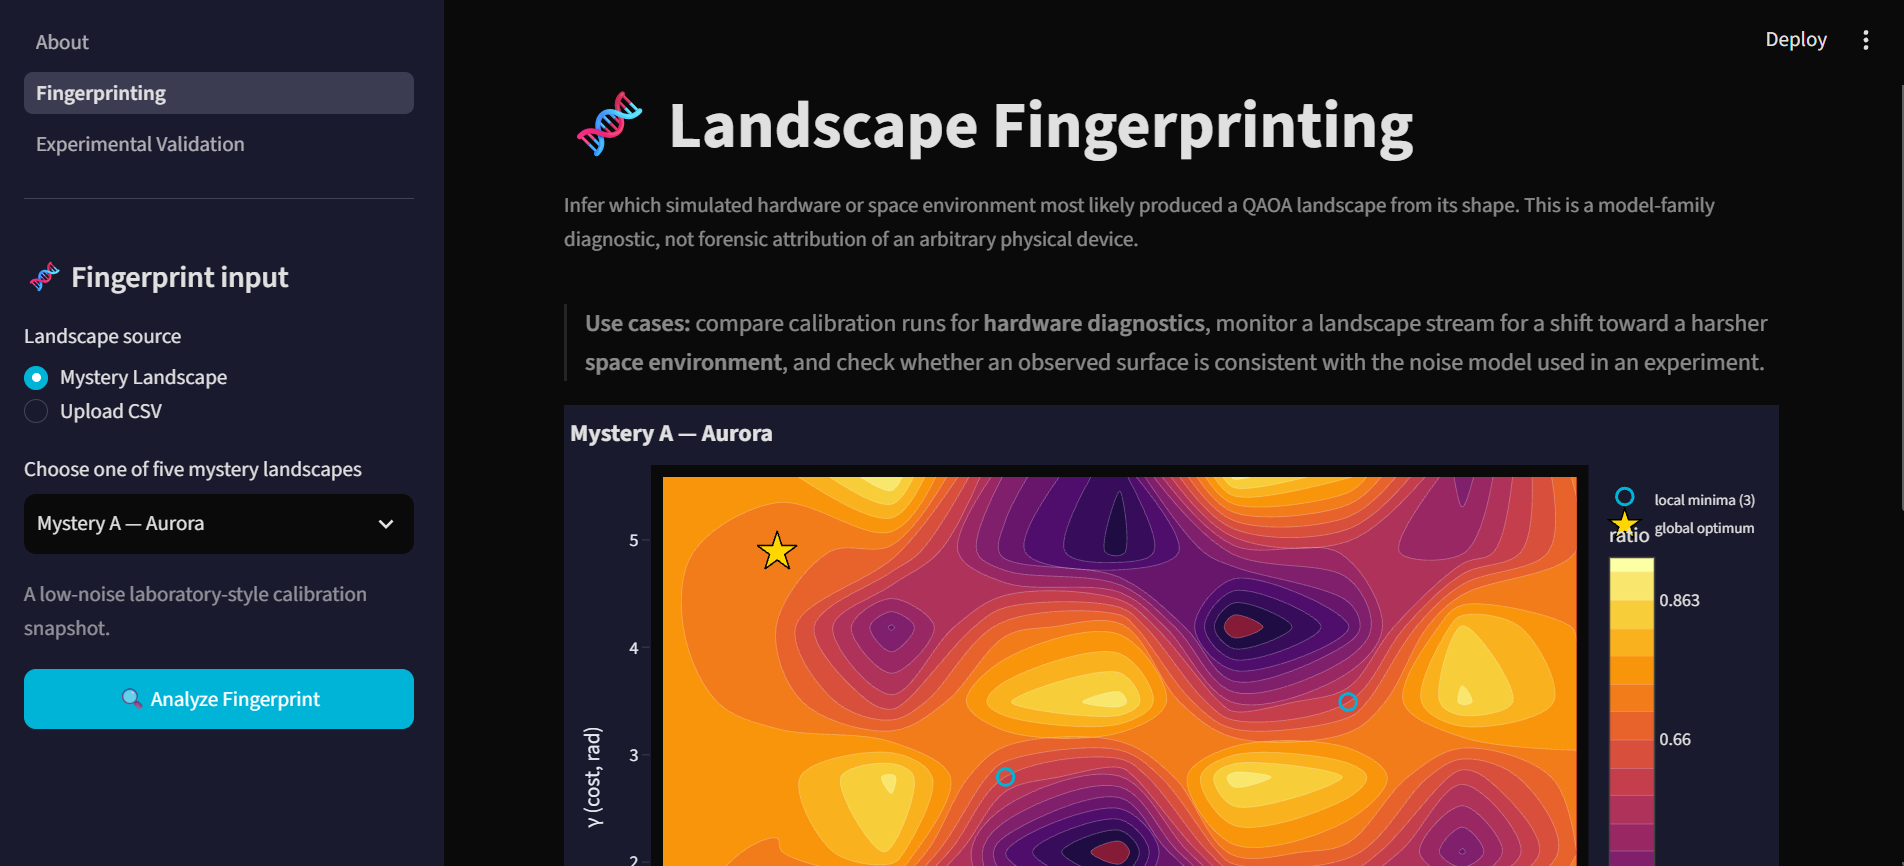 About
Fingerprinting
Experimental Validation
Fingerprint input
Landscape source
Mystery Landscape
Upload CSV
Choose one of five mystery landscapes
Mystery A — Aurora
A low-noise laboratory-style calibration
snapshot.
Analyze Fingerprint
Deploy
Landscape Fingerprinting
Infer which simulated hardware or space environment most likely produced a QAOA landscape from its shape. This is a model-family
diagnostic, not forensic attribution of an arbitrary physical device.
Use cases: compare calibration runs for hardware diagnostics, monitor a landscape stream for a shift toward a harsher
space environment, and check whether an observed surface is consistent with the noise model used in an experiment.
Mystery A — Aurora
local minima (3)
global optimum
ratio
0.863
0.66
5
4
3
2
γ (cost, rad)